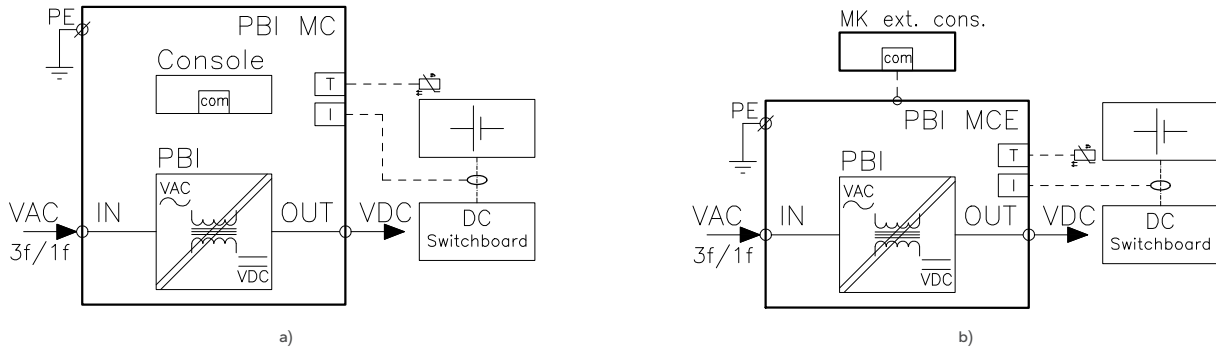 PE
PBI MC
Console
com
T
I
PBI
VAC
VDC
VAC
IN
OUT
VDC
3f/1f
DC
Switchboard
a)
MK ext. cons.
com
PE
PBI MCE
T
I
PBI
VAC
VDC
VAC
IN
OUT
VDC
3f/1f
DC
Switchboard
b)